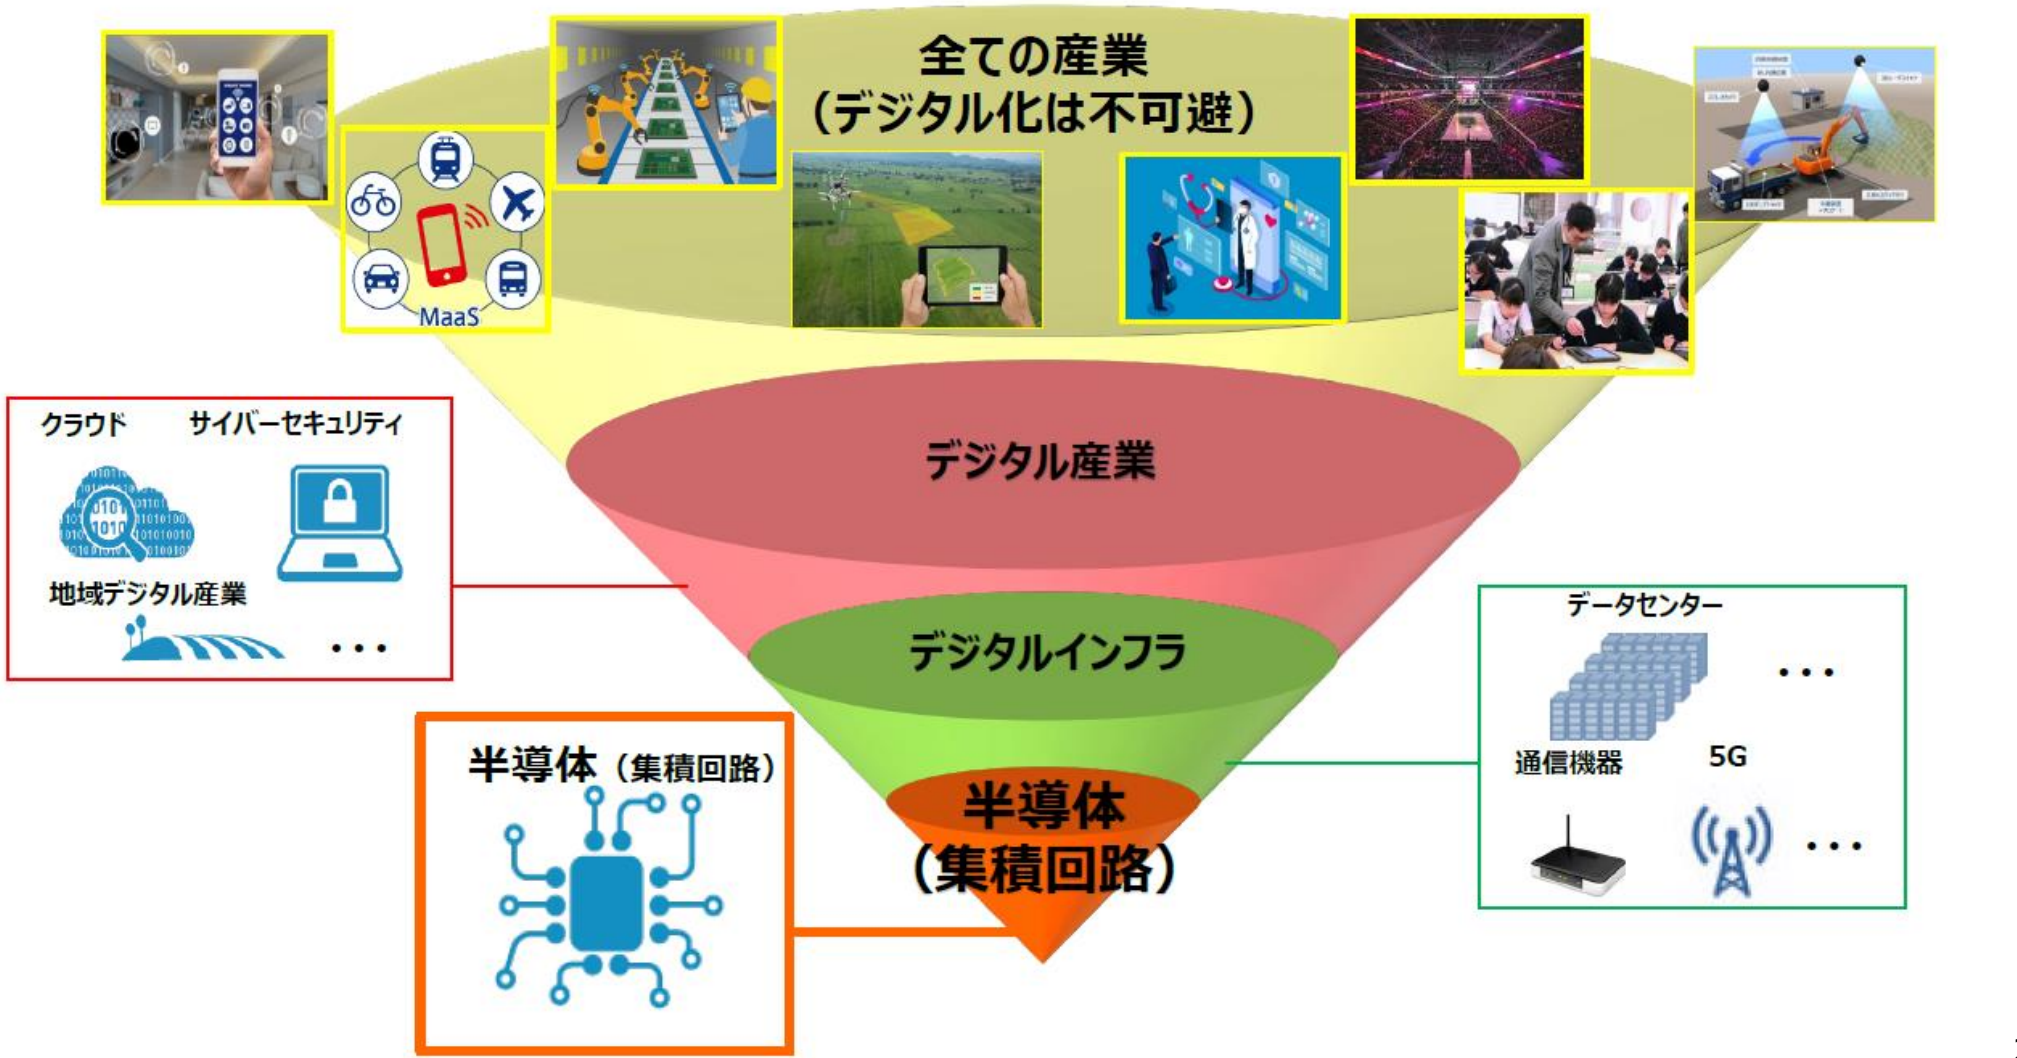 全ての産業
（デジタル化は不可避）
MaaS
デジタル産業
クラウド
サイバーセキュリティ
地域デジタル産業
・・・
デジタルインフラ
データセンター
・・・
通信機器
5G
・・・
半導体（集積回路）
半導体
（集積回路）